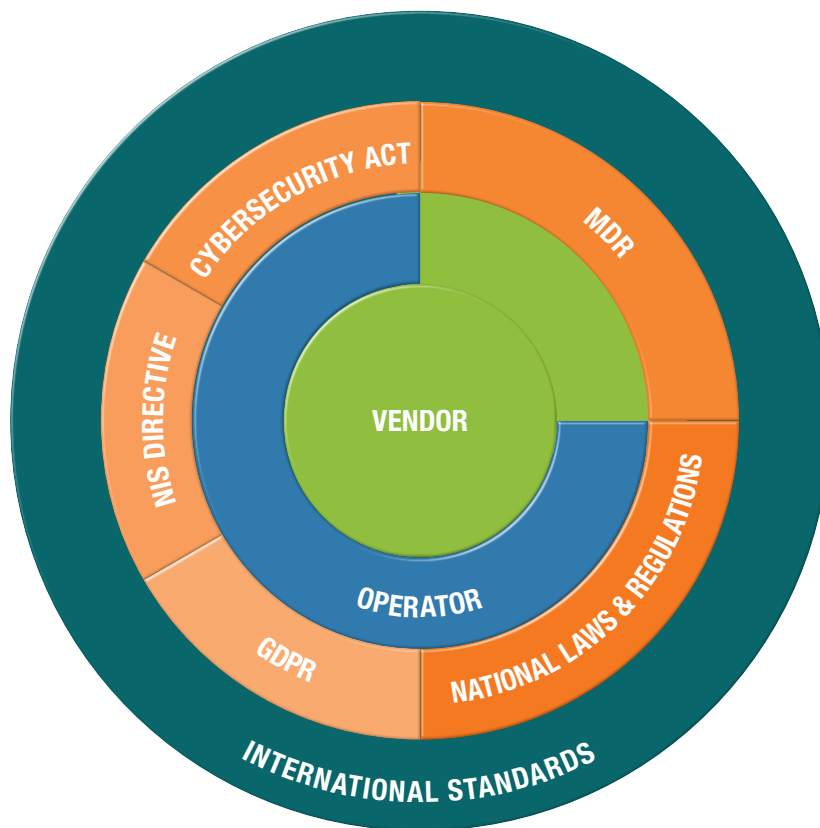 CYBERSECURITY ACT
MDR
NIS DIRECTIVE
VENDOR
OPERATOR
GDPR
NATIONAL LAWS & REGULATIONS
INTERNATIONAL STANDARDS